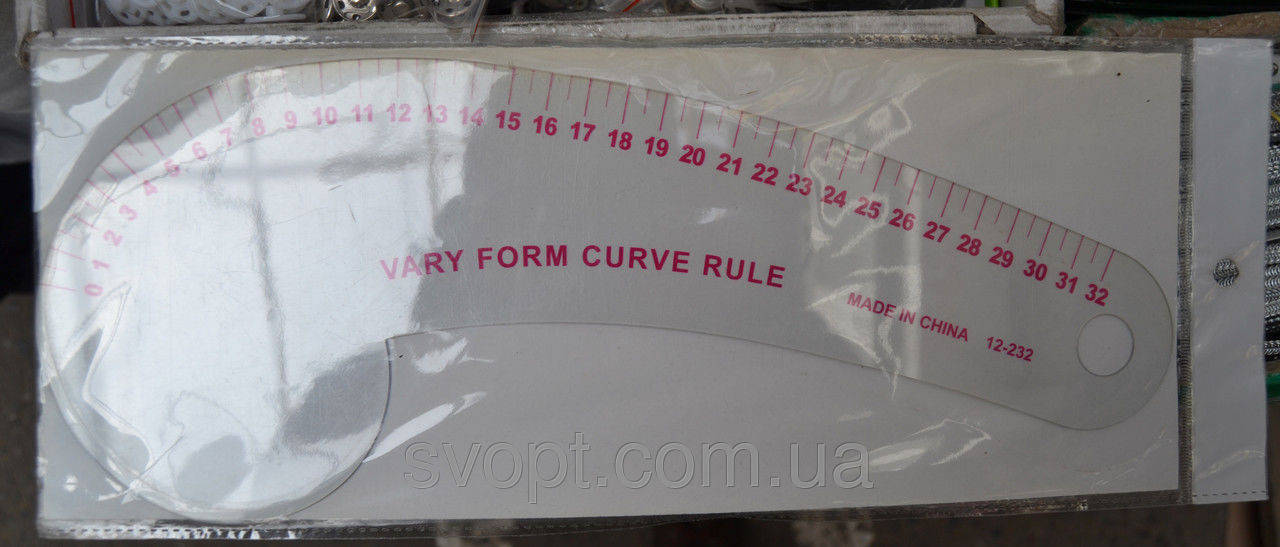 0 1 2 3 4 5 6 7 8 9 10 11 12 13 14 15 16 17 18 19 20 21 22 23 24 25 26 27 28 29 30 31 32
VARY FORM CURVE RULE
MADE IN CHINA 12-232
svopt.com.ua